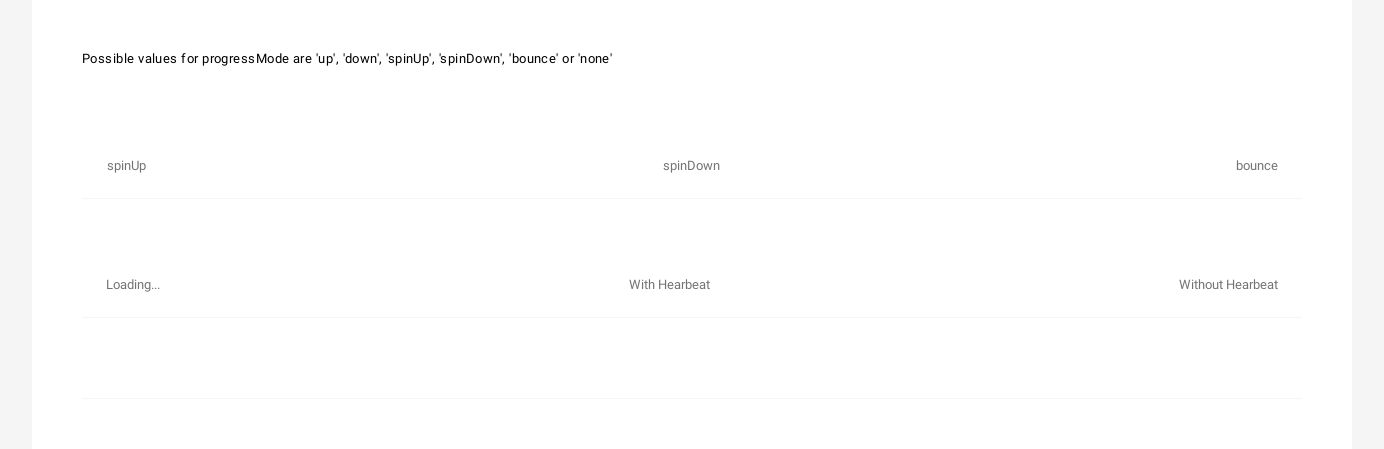 Possible values for progressMode are 'up', 'down', 'spinUp', 'spinDown', 'bounce' or 'none'
spinUp spinDown bounce
Loading... With Hearbeat Without Hearbeat